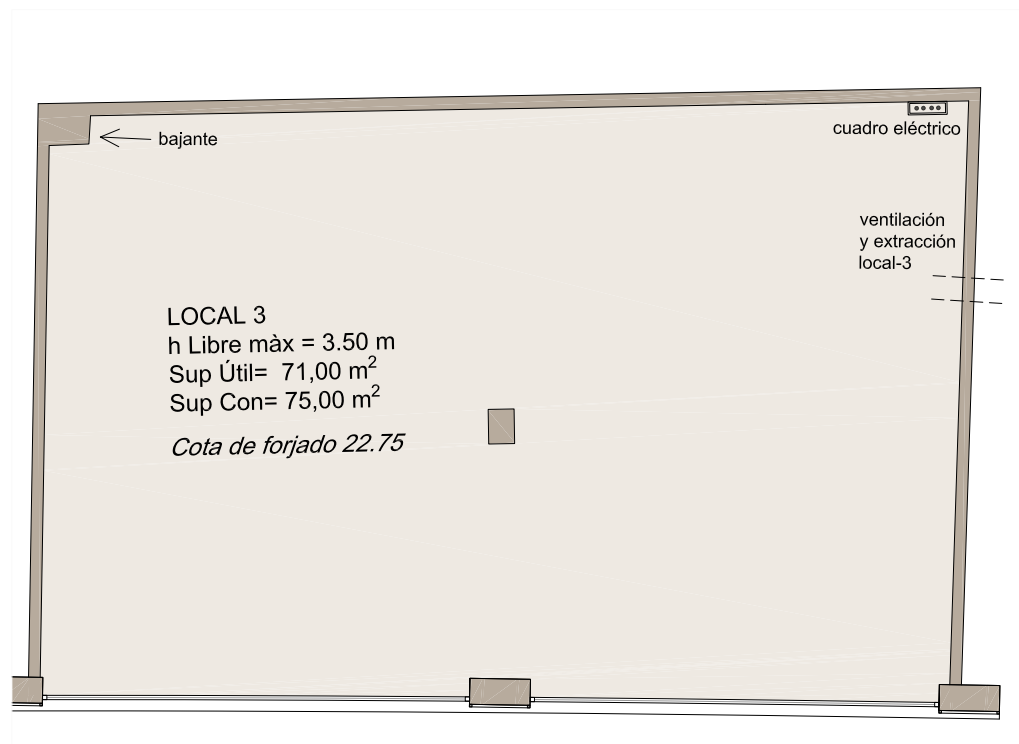 bajante
cuadro eléctrico
ventilación
y extracción
local-3
LOCAL 3
h Libre màx = 3.50 m
Sup Útil= 71,00 m²
Sup Con= 75,00 m²
Cota de forjado 22.75